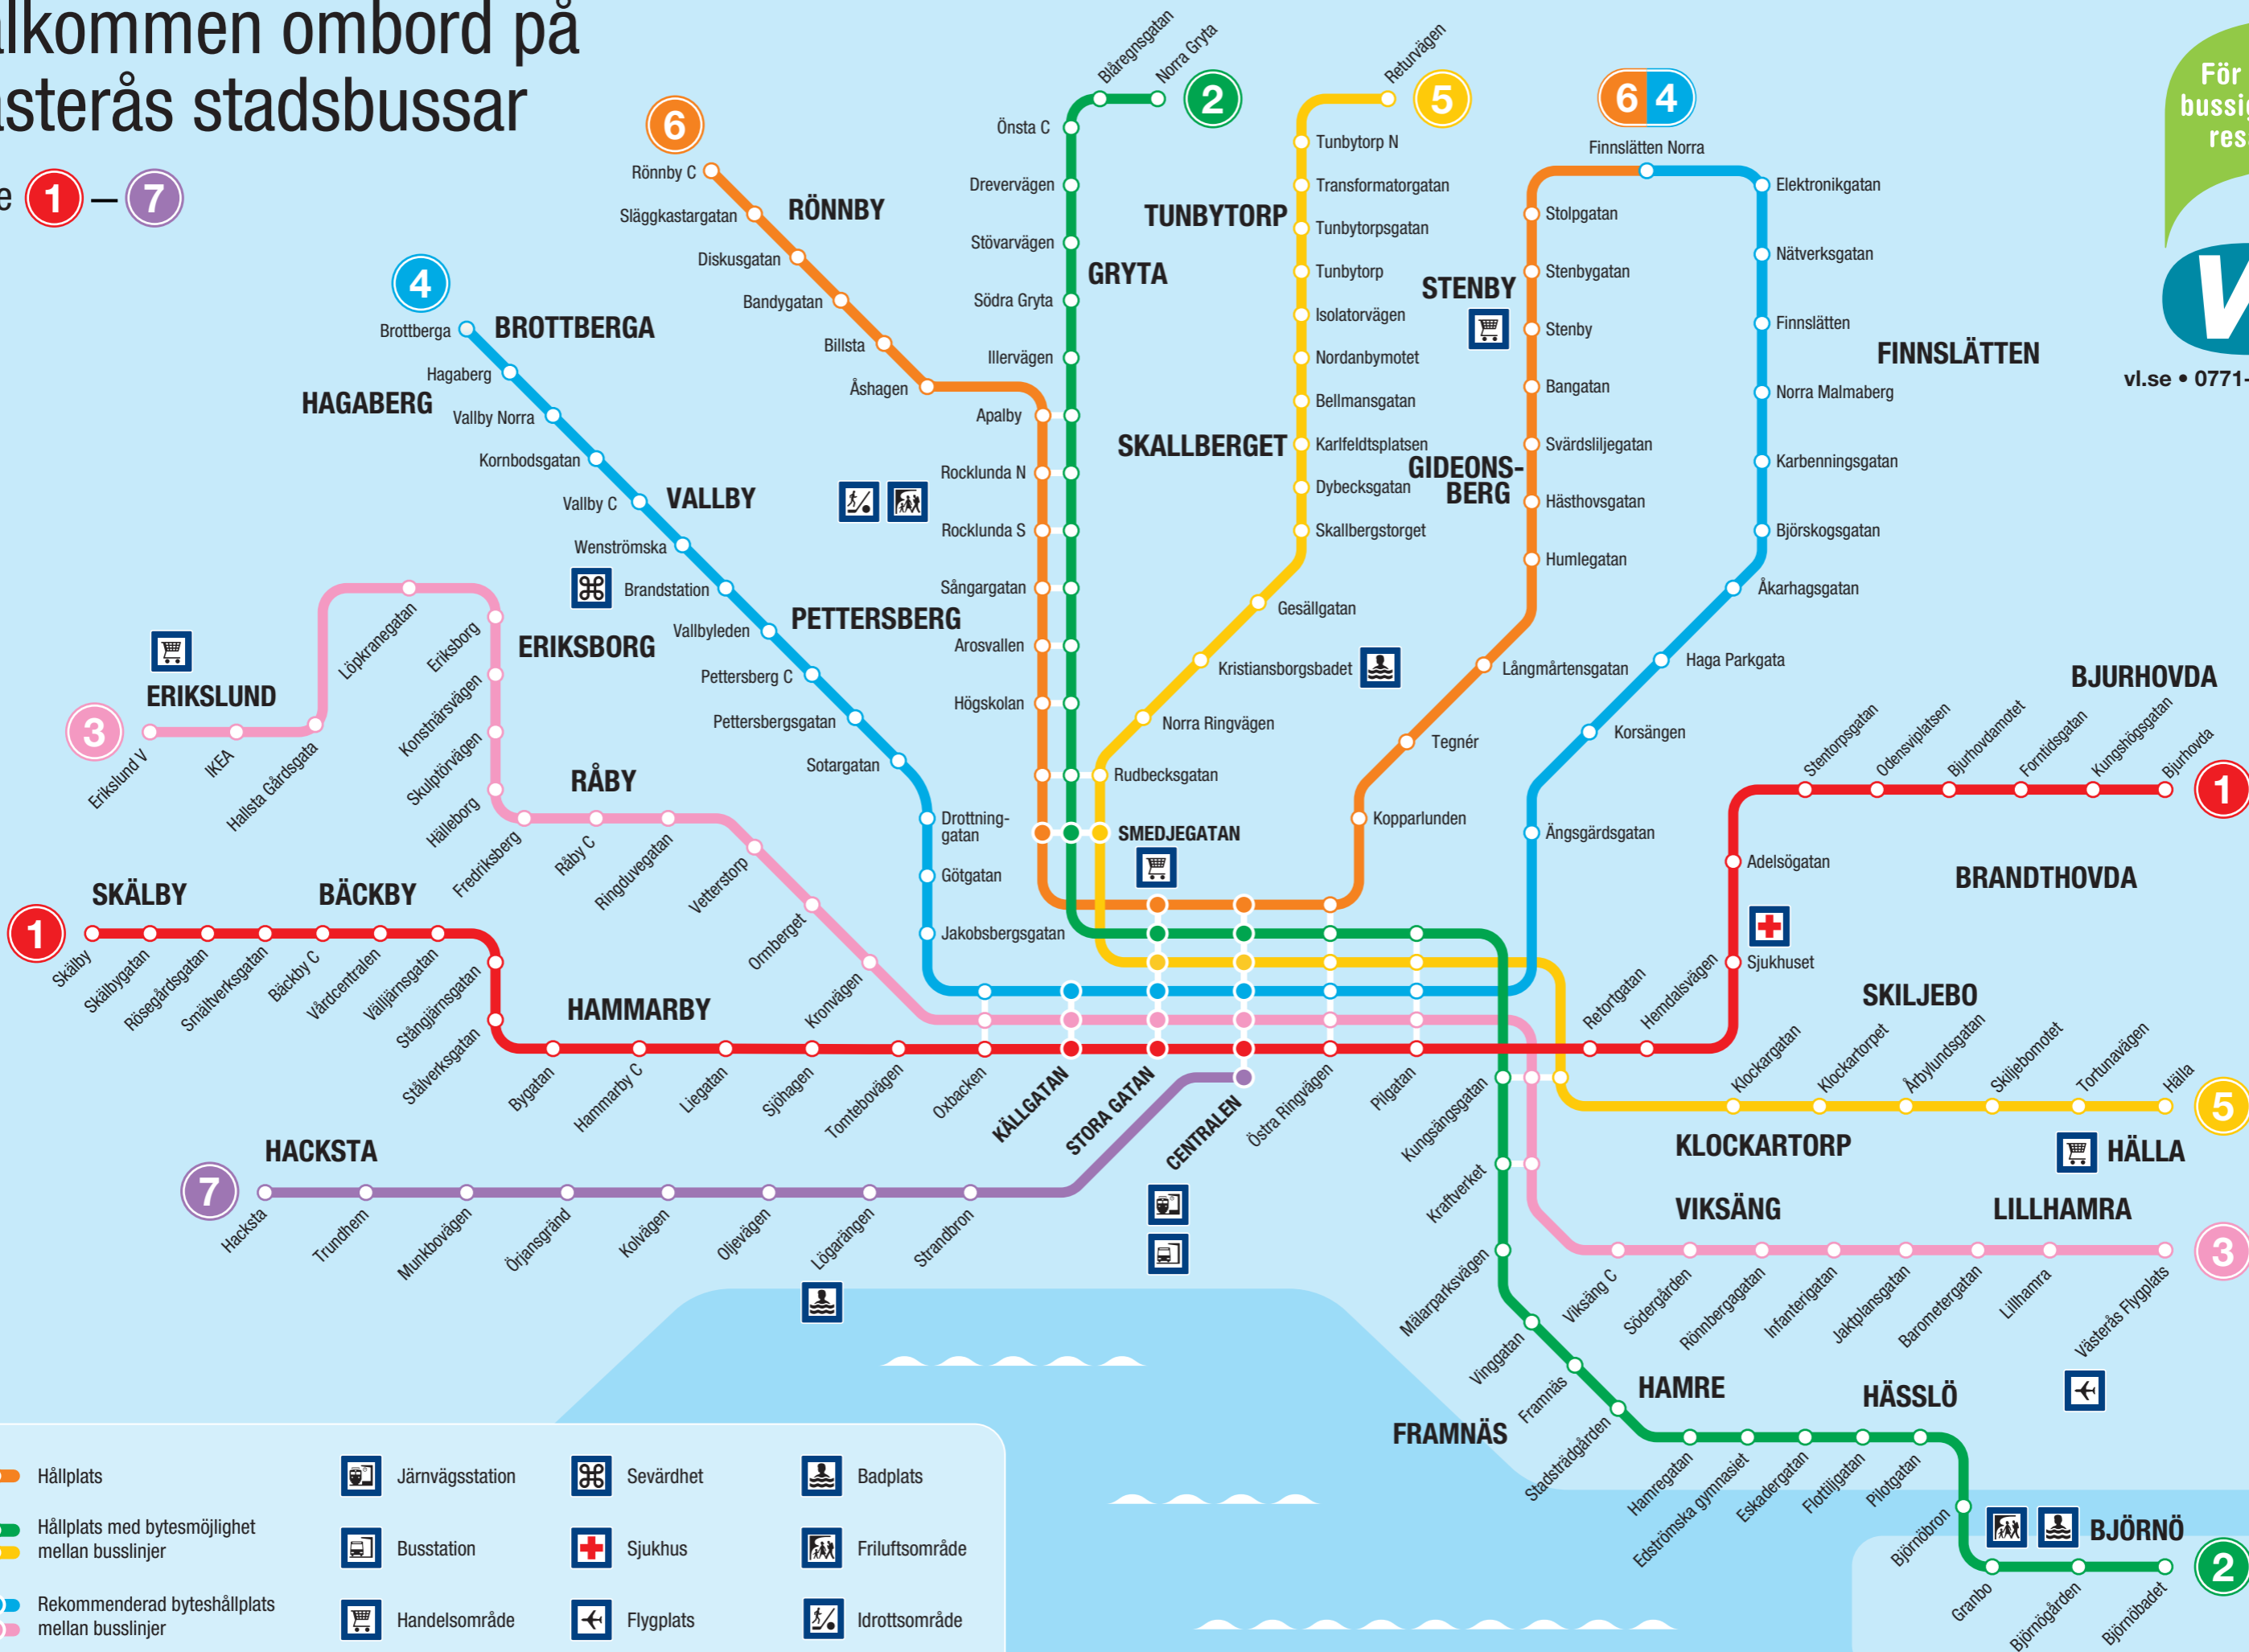 lkommen ombord på
sterås stadsbussar
e 1 – 7
För
bussig
res
V
vl.se • 0771-
6
Rönnby C
Släggkastargatan
Diskusgatan
Bandygatan
Billsta
Åshagen
RÖNNBY
4
Brottberga
BROTTBERGA
Hagaberg
HAGABERG
Vallby Norra
Kornbodsgatan
Vallby C
VALLBY
Wenströmska
Brandstation
Vallbyleden
PETTERSBERG
Pettersberg C
Pettersbergsgatan
Sotargatan
Drottning-
gatan
Götgatan
Jakobsbergsgatan
Blåregnsgatan
Norra Gryta
2
Önsta C
Drevervägen
Stövarvägen
GRYTA
Södra Gryta
Illervägen
Apalby
Rocklunda N
Rocklunda S
Sångargatan
Arosvallen
Högskolan
Rudbecksgatan
SMEDJEGATAN
Returvägen
5
Tunbytorp N
Transformatorgatan
TUNBYTORP
Tunbytorpsgatan
Tunbytorp
Isolatorvägen
Nordanbymotet
Bellmansgatan
SKALLBERGET
Karlfeldtsplatsen
Dybecksgatan
Skallbergstorget
Gesällgatan
Kristiansborgsbadet
Norra Ringvägen
6 4
Finnslätten Norra
Stolpgatan
Stenbygatan
STENBY
Stenby
Bangatan
Svärdsliljegatan
GIDEONS-
BERG
Hästhovsgatan
Humlegatan
Långmårtensgatan
Tegnér
Kopparlunden
Elektronikgatan
Nätverksgatan
Finnslätten
FINNSLÄTTEN
Norra Malmaberg
Karbenningsgatan
Björskogsgatan
Åkarhagsgatan
Haga Parkgata
Korsängen
Ängsgärdsgatan
ERIKSLUND
3
Erikslund V
IKEA
Hallsta Gårdsgata
Löpkranegatan
Eriksborg
ERIKSBORG
Konstnärsvägen
Skulptörvägen
Hälleborg
RÅBY
Fredriksberg
Råby C
Ringduvegatan
Vetterstorp
Ormberget
Kronvägen
SKÄLBY
BÄCKBY
1
Skälby
Skälbygatan
Rösegårdsgatan
Smältverksgatan
Bäckby C
Vårdcentralen
Välljärnsgatan
Stångjärnsgatan
Stålverksgatan
HAMMARBY
Bygatan
Hammarby C
Liegatan
Sjöhagen
Tomtebovägen
Oxbacken
KÄLLGATAN
STORA GATAN
CENTRALEN
Östra Ringvägen
Pilgatan
Retortgatan
Hemdalsvägen
Sjukhuset
Adelsögatan
BRANDTHOVDA
BJURHOVDA
Stentorpsgatan
Odensviplatsen
Bjurhovdamotet
Forntidsgatan
Kungshögsgatan
Bjurhovda
1
SKILJEBO
Klockargatan
Klockartorpet
Årbylundsgatan
Skiljebomotet
Tortunavägen
Hälla
5
KLOCKARTORP
HÄLLA
HACKSTA
7
Hacksta
Trundhem
Munkbovägen
Örjansgränd
Kolvägen
Oljevägen
Lögarängen
Strandbron
Kungsängsgatan
Kraftverket
Mälarparksvägen
Vinggatan
Framnäs
Stadsträdgården
FRAMNÄS
VIKSÄNG
LILLHAMRA
3
Viksäng C
Södergården
Rönnbergagatan
Infanterigatan
Jaktplansgatan
Barometergatan
Lillhamra
Västerås Flygplats
HAMRE
HÄSSLÖ
Hamregatan
Edströmska gymnasiet
Eskadergatan
Flottiljgatan
Pilotgatan
Björnöbron
BJÖRNÖ
2
Granbo
Björnögården
Björnöbadet
Hållplats
Hållplats med bytesmöjlighet
mellan busslinjer
Rekommenderad byteshållplats
mellan busslinjer
Järnvägsstation
Busstation
Handelsområde
Sevärdhet
Sjukhus
Flygplats
Badplats
Friluftsområde
Idrottsområde